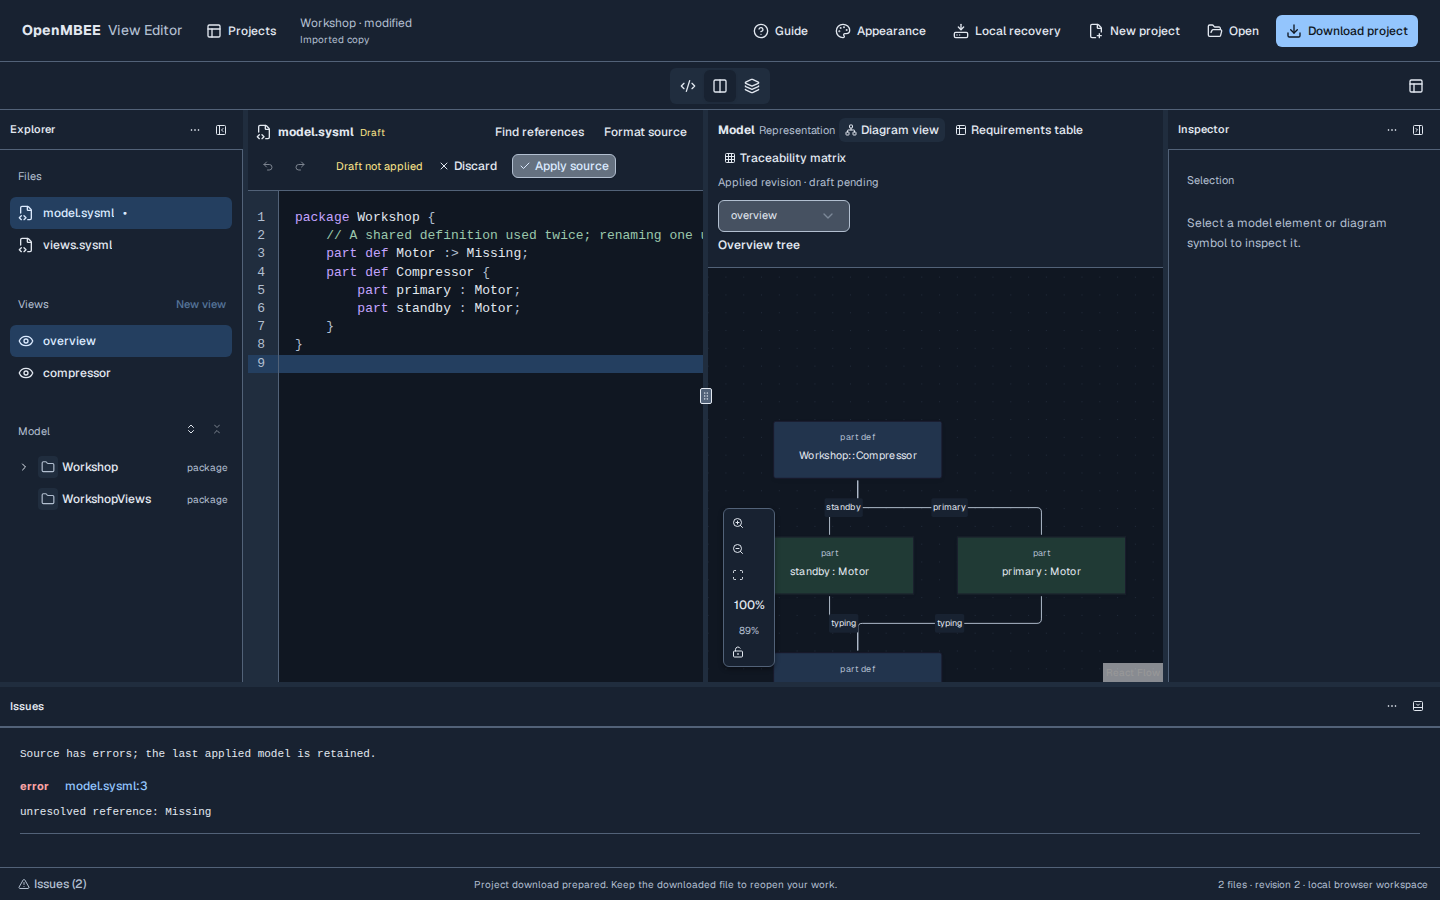 OpenMBEE View Editor
Projects
Workshop · modified
Imported copy
Guide
Appearance
Local recovery
New project
Open
Download project
Explorer
Files
model.sysml •
views.sysml
Views
New view
overview
compressor
Model
Workshop
package
WorkshopViews
package
model.sysml Draft
Find references
Format source
Draft not applied
Discard
Apply source
1 package Workshop {
2 // A shared definition used twice; renaming one
3 part def Motor :> Missing;
4 part def Compressor {
5 part primary : Motor;
6 part standby : Motor;
7 }
8 }
9
Model Representation
Diagram view
Requirements table
Traceability matrix
Applied revision · draft pending
overview
Overview tree
part def
Workshop::Compressor
standby
primary
part
standby : Motor
part
primary : Motor
typing
typing
part def
100%
89%
Inspector
Selection
Select a model element or diagram
symbol to inspect it.
Issues
Source has errors; the last applied model is retained.
error model.sysml:3
unresolved reference: Missing
Issues (2)
Project download prepared. Keep the downloaded file to reopen your work.
2 files · revision 2 · local browser workspace